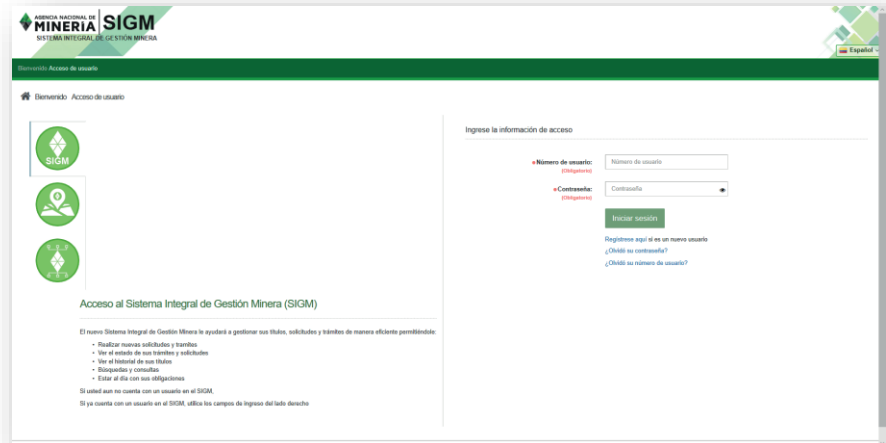 AGENCIA NACIONAL DE
MINERÍA SIGM
SISTEMA INTEGRAL DE GESTIÓN MINERA
Español
Bienvenido Acceso de usuario
Bienvenido Acceso de usuario
SIGM
Ingrese la información de acceso
*Número de usuario:
(Obligatorio)
Número de usuario
*Contraseña:
(Obligatorio)
Contraseña
Iniciar sesión
Regístrese aquí si es un nuevo usuario
¿Olvidó su contraseña?
¿Olvidó su número de usuario?
Acceso al Sistema Integral de Gestión Minera (SIGM)
El nuevo Sistema Integral de Gestión Minera le ayudará a gestionar sus títulos, solicitudes y trámites de manera eficiente permitiéndole:
• Realizar nuevas solicitudes y tramites
• Ver el estado de sus trámites y solicitudes
• Ver el historial de sus títulos
• Búsquedas y consultas
• Estar al día con sus obligaciones
Si usted aun no cuenta con un usuario en el SIGM,
Si ya cuenta con un usuario en el SIGM, utilice los campos de ingreso del lado derecho